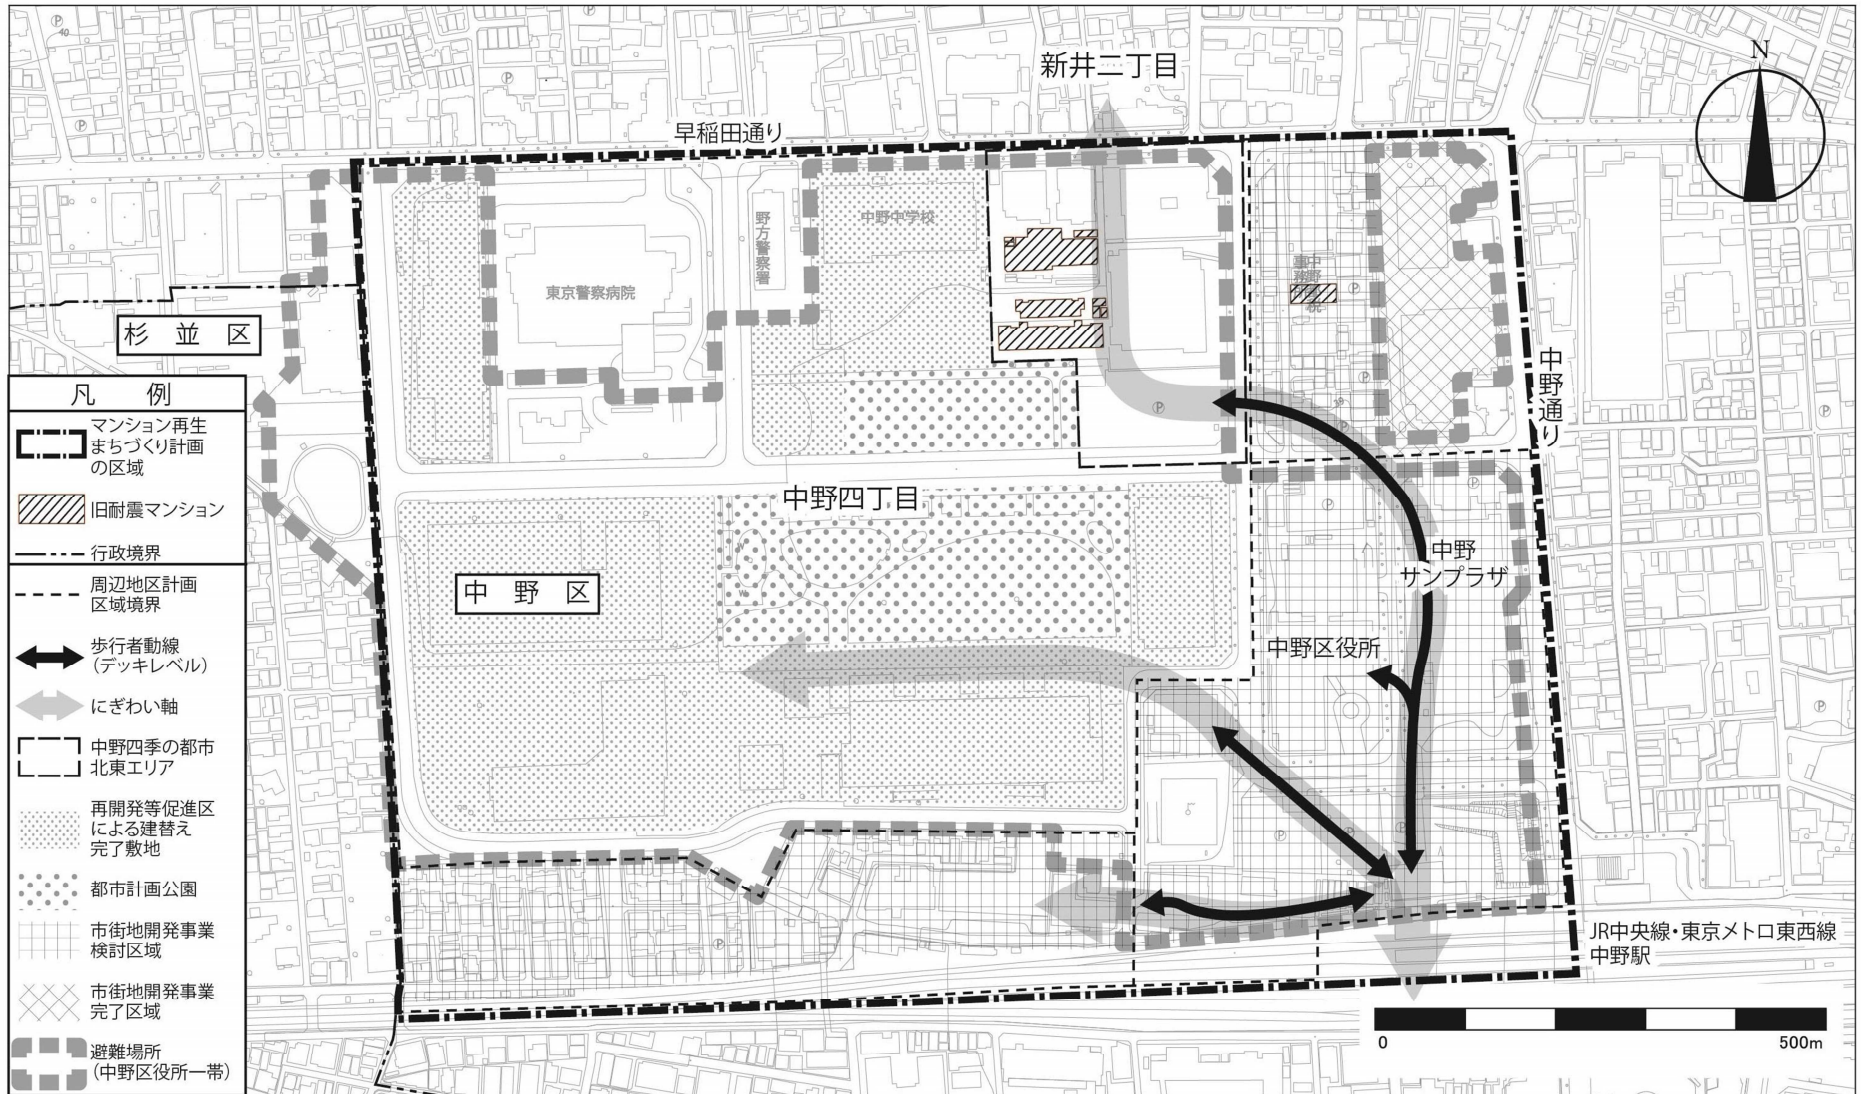 新井二丁目
N
早稲田通り
40
P
P
P
P
中野中学校
野方警察署
東京警察病院
中野都税
事務所
P
杉並区
P
39
P
P
中野通り
P
凡例
マンション再生
まちづくり計画
の区域
旧耐震マンション
行政境界
周辺地区計画
区域境界
歩行者動線
(デッキレベル)
にぎわい軸
中野四季の都市
北東エリア
再開発等促進区
による建替え
完了敷地
都市計画公園
市街地開発事業
検討区域
市街地開発事業
完了区域
避難場所
(中野区役所一帯)
中野四丁目
P
P
中野
サンプラザ
中野区
中野区役所
P
P
P
P
P
JR中央線・東京メトロ東西線
中野駅
0
500m